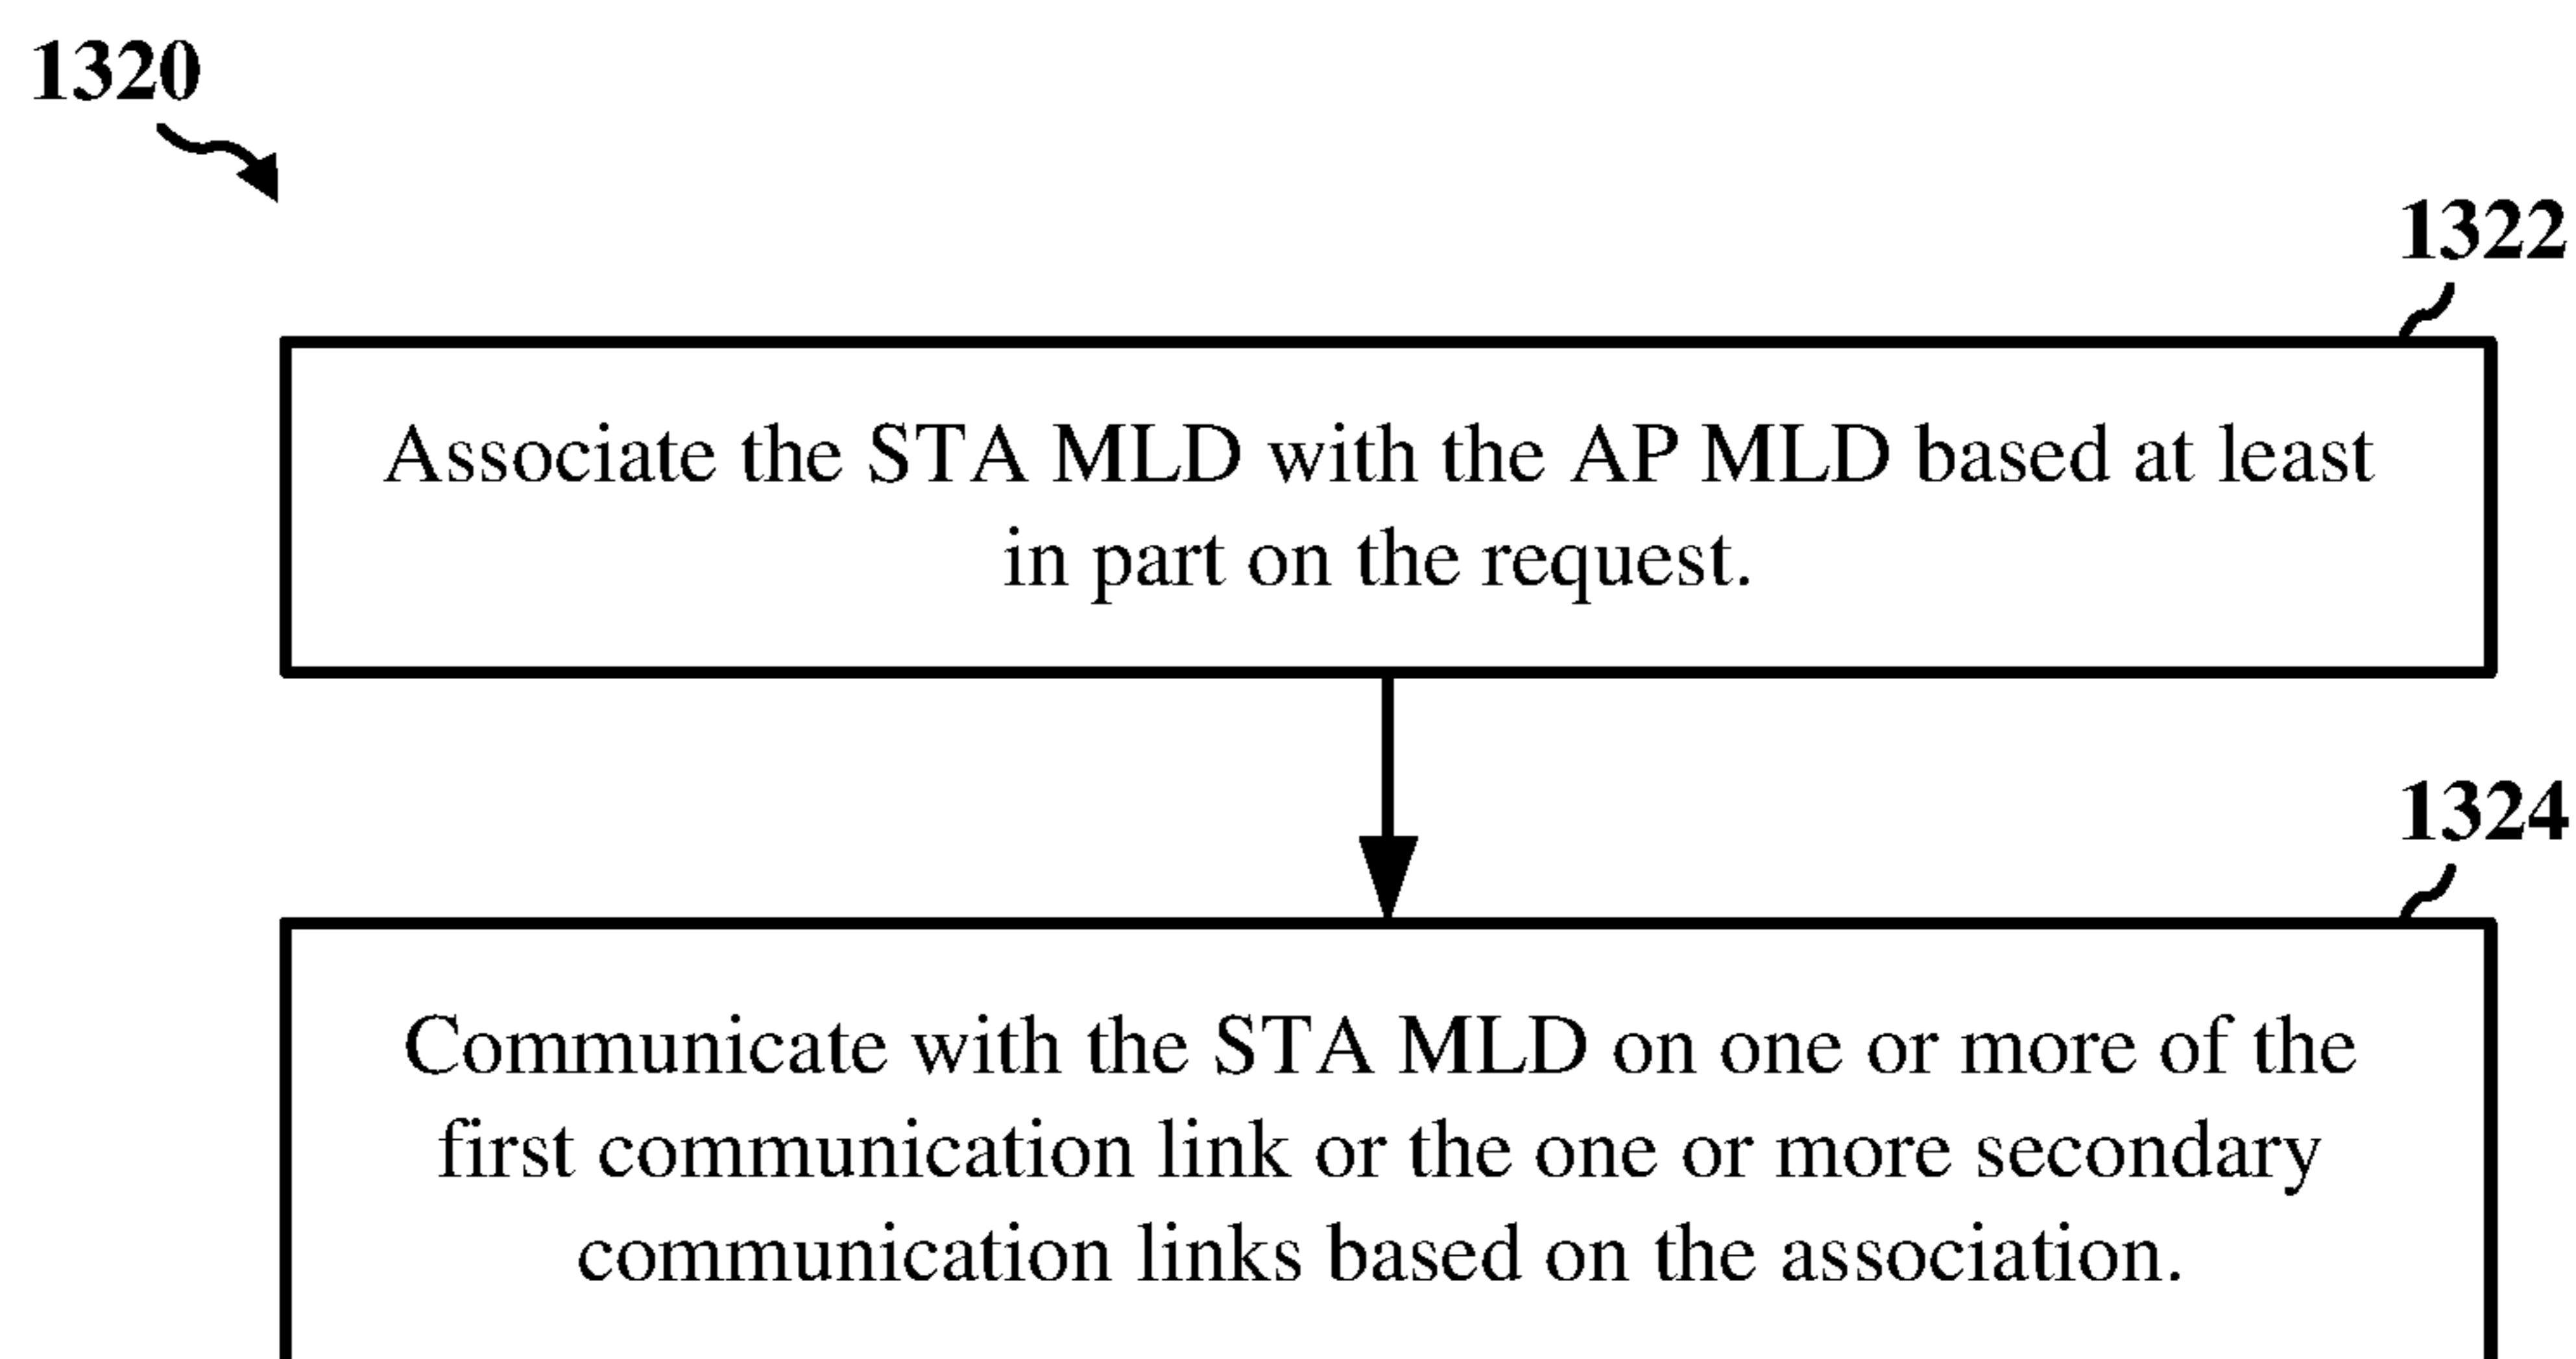 1320
1322
Associate the STA MLD with the AP MLD based at least
in part on the request.
1324
Communicate with the STA MLD on one or more of the
first communication link or the one or more secondary
communication links based on the association.